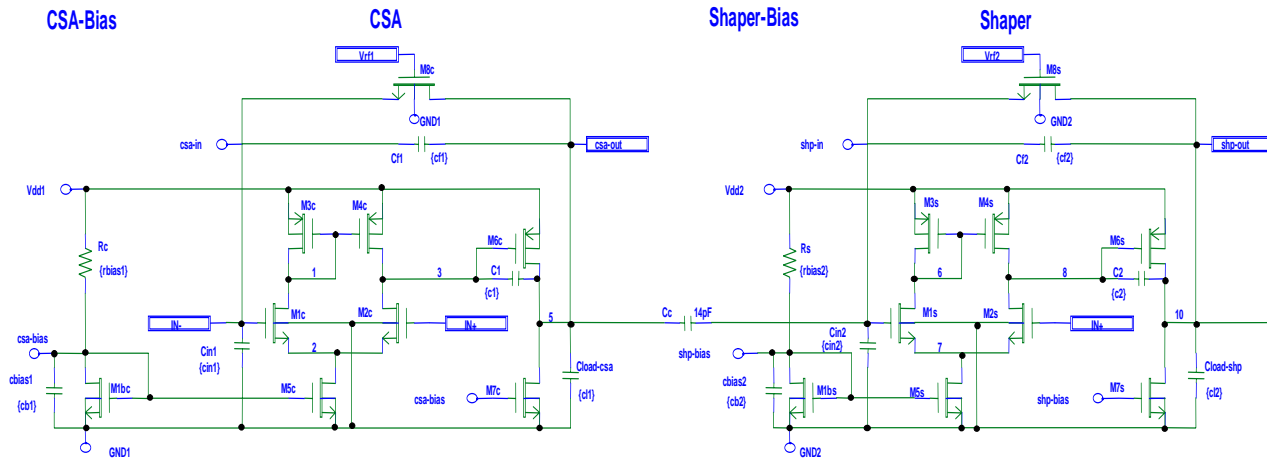 CSA-Bias CSA Shaper-Bias Shaper
Vrf1 Vrf2
M8c M8s
GND1 GND2
csa-in csa-out shp-in shp-out
Cf1 {cf1} Cf2 {cf2}
Vdd1 M3c M4c Vdd2 M3s M4s
Rc M6c Rs M6s
{rbias1} C1 {rbias2} C2
1 3 {c1} 6 8 {c2}
IN- M1c M2c IN+ 5 Cc 14pF M1s M2s IN+ 10
csa-bias Cin1 2 Cin2 7
{cin1} Cload-csa shp-bias {cin2} Cload-shp
cbias1 M1bc M5c csa-bias M7c {cl1} cbias2 M1bs M5s shp-bias M7s {cl2}
{cb1} {cb2}
GND1 GND2